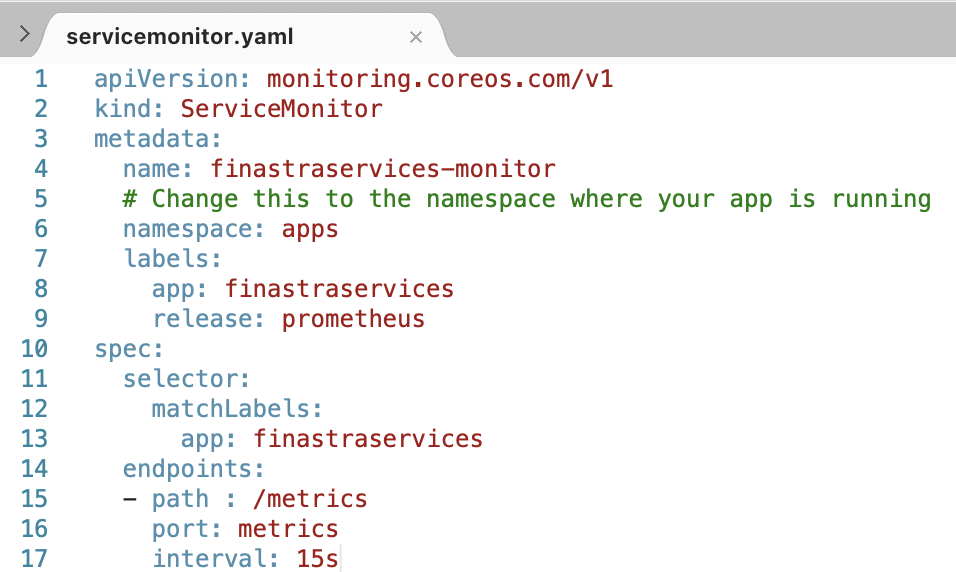 servicemonitor.yaml
1 apiVersion: monitoring.coreos.com/v1
2 kind: ServiceMonitor
3 metadata:
4   name: finastraservices-monitor
5   # Change this to the namespace where your app is running
6   namespace: apps
7   labels:
8     app: finastraservices
9     release: prometheus
10 spec:
11   selector:
12     matchLabels:
13       app: finastraservices
14   endpoints:
15   - path : /metrics
16     port: metrics
17     interval: 15s